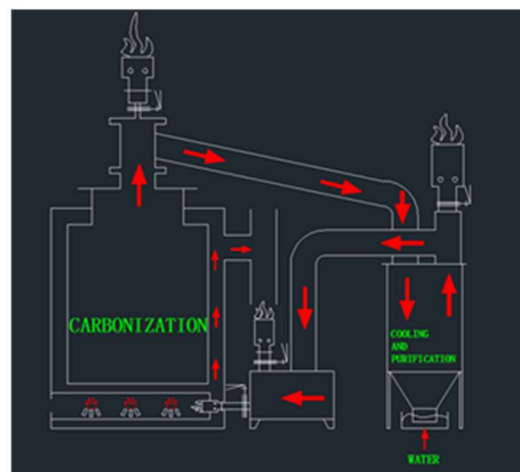 CARBONIZATION
COOLING
AND
PURIFICATION
WATER